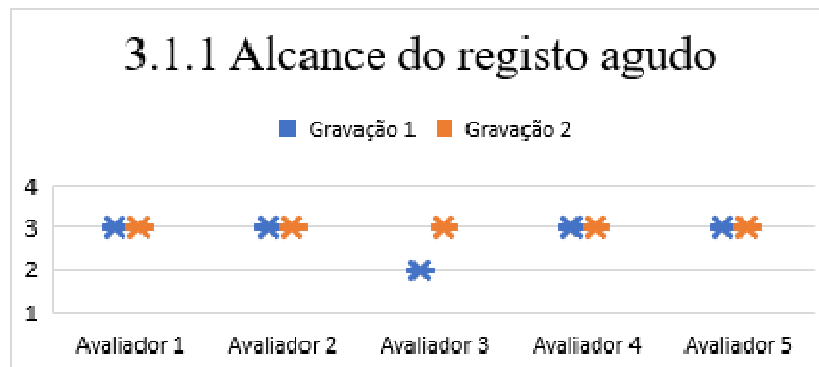 3.1.1 Alcance do registo agudo
Gravação 1 Gravação 2
4
3
2
1
Avaliador 1 Avaliador 2 Avaliador 3 Avaliador 4 Avaliador 5